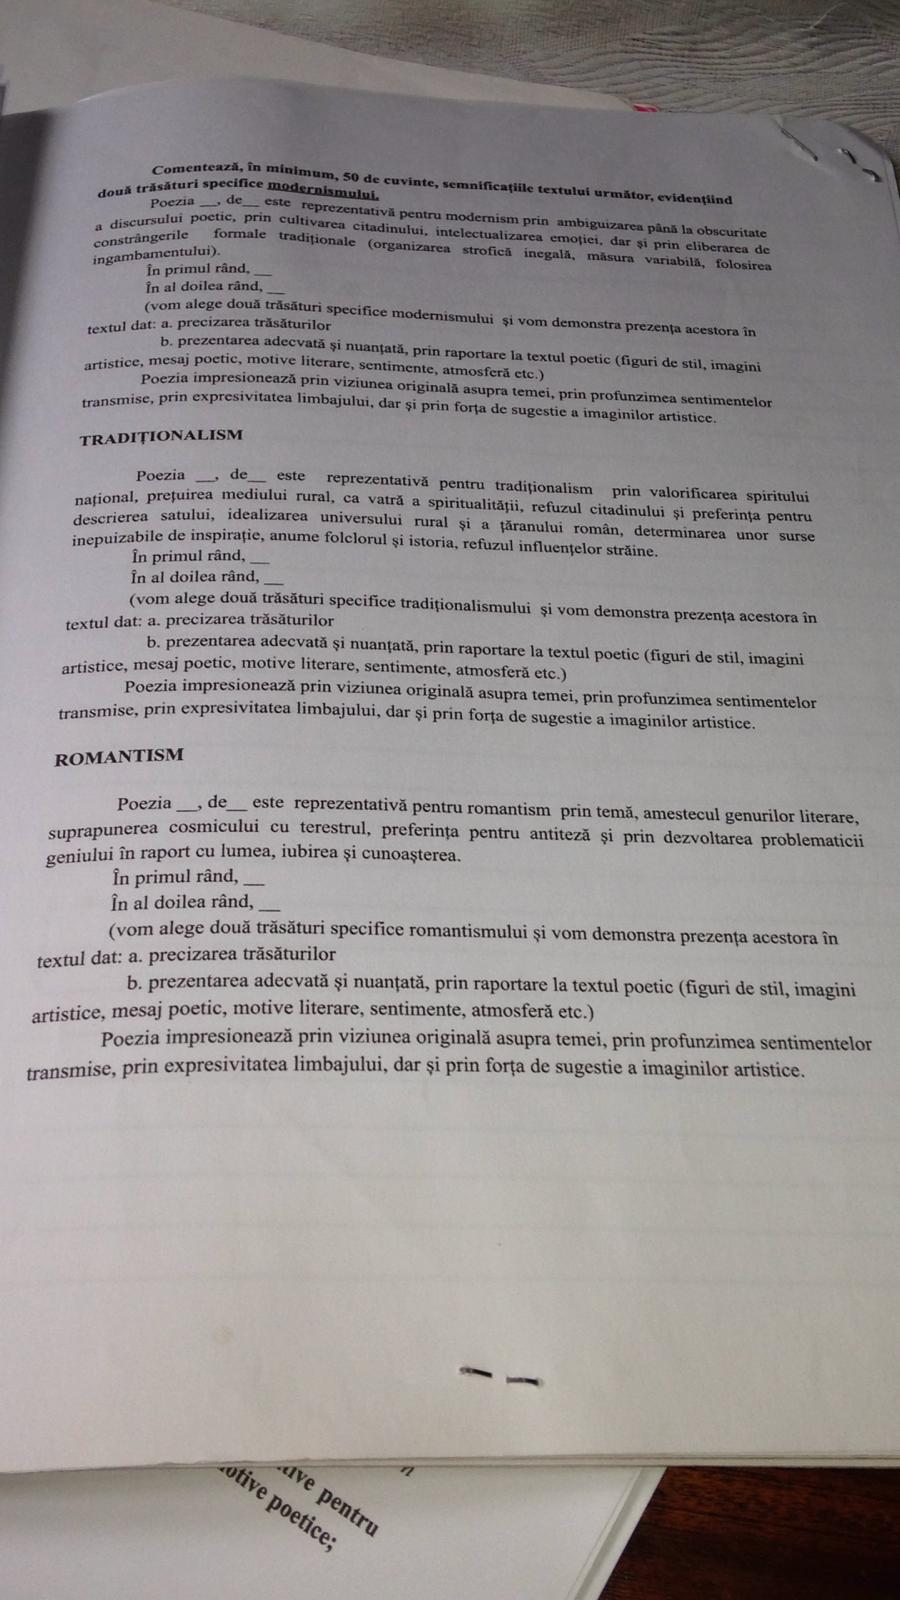 Comentează, în minimum, 50 de cuvinte, semnificațiile textului următor, evidențiind
două trăsături specifice modernismului.
Poezia __, de__ este reprezentativă pentru modernism prin ambiguizarea până la obscuritate
a discursului poetic, prin cultivarea citadinului, intelectualizarea emoției, dar și prin eliberarea de
constrângerile formale tradiționale (organizarea strofică inegală, măsura variabilă, folosirea
ingambamentului).
În primul rând, __
În al doilea rând, __
(vom alege două trăsături specifice modernismului și vom demonstra prezența acestora în
textul dat: a. precizarea trăsăturilor
b. prezentarea adecvată și nuanțată, prin raportare la textul poetic (figuri de stil, imagini
artistice, mesaj poetic, motive literare, sentimente, atmosferă etc.)
Poezia impresionează prin viziunea originală asupra temei, prin profunzimea sentimentelor
transmise, prin expresivitatea limbajului, dar și prin forța de sugestie a imaginilor artistice.
TRADIȚIONALISM
Poezia __, de__ este reprezentativă pentru tradiționalism prin valorificarea spiritului
național, prețuirea mediului rural, ca vatră a spiritualității, refuzul citadinului și preferința pentru
descrierea satului, idealizarea universului rural și a țăranului român, determinarea unor surse
inepuizabile de inspirație, anume folclorul și istoria, refuzul influențelor străine.
În primul rând, __
În al doilea rând, __
(vom alege două trăsături specifice tradiționalismului și vom demonstra prezența acestora în
textul dat: a. precizarea trăsăturilor
b. prezentarea adecvată și nuanțată, prin raportare la textul poetic (figuri de stil, imagini
artistice, mesaj poetic, motive literare, sentimente, atmosferă etc.)
Poezia impresionează prin viziunea originală asupra temei, prin profunzimea sentimentelor
transmise, prin expresivitatea limbajului, dar și prin forța de sugestie a imaginilor artistice.
ROMANTISM
Poezia __, de__ este reprezentativă pentru romantism prin temă, amestecul genurilor literare,
suprapunerea cosmicului cu terestrul, preferința pentru antiteză și prin dezvoltarea problematicii
geniului în raport cu lumea, iubirea și cunoașterea.
În primul rând, __
În al doilea rând, __
(vom alege două trăsături specifice romantismului și vom demonstra prezența acestora în
textul dat: a. precizarea trăsăturilor
b. prezentarea adecvată și nuanțată, prin raportare la textul poetic (figuri de stil, imagini
artistice, mesaj poetic, motive literare, sentimente, atmosferă etc.)
Poezia impresionează prin viziunea originală asupra temei, prin profunzimea sentimentelor
transmise, prin expresivitatea limbajului, dar și prin forța de sugestie a imaginilor artistice.
pentru
poetice;